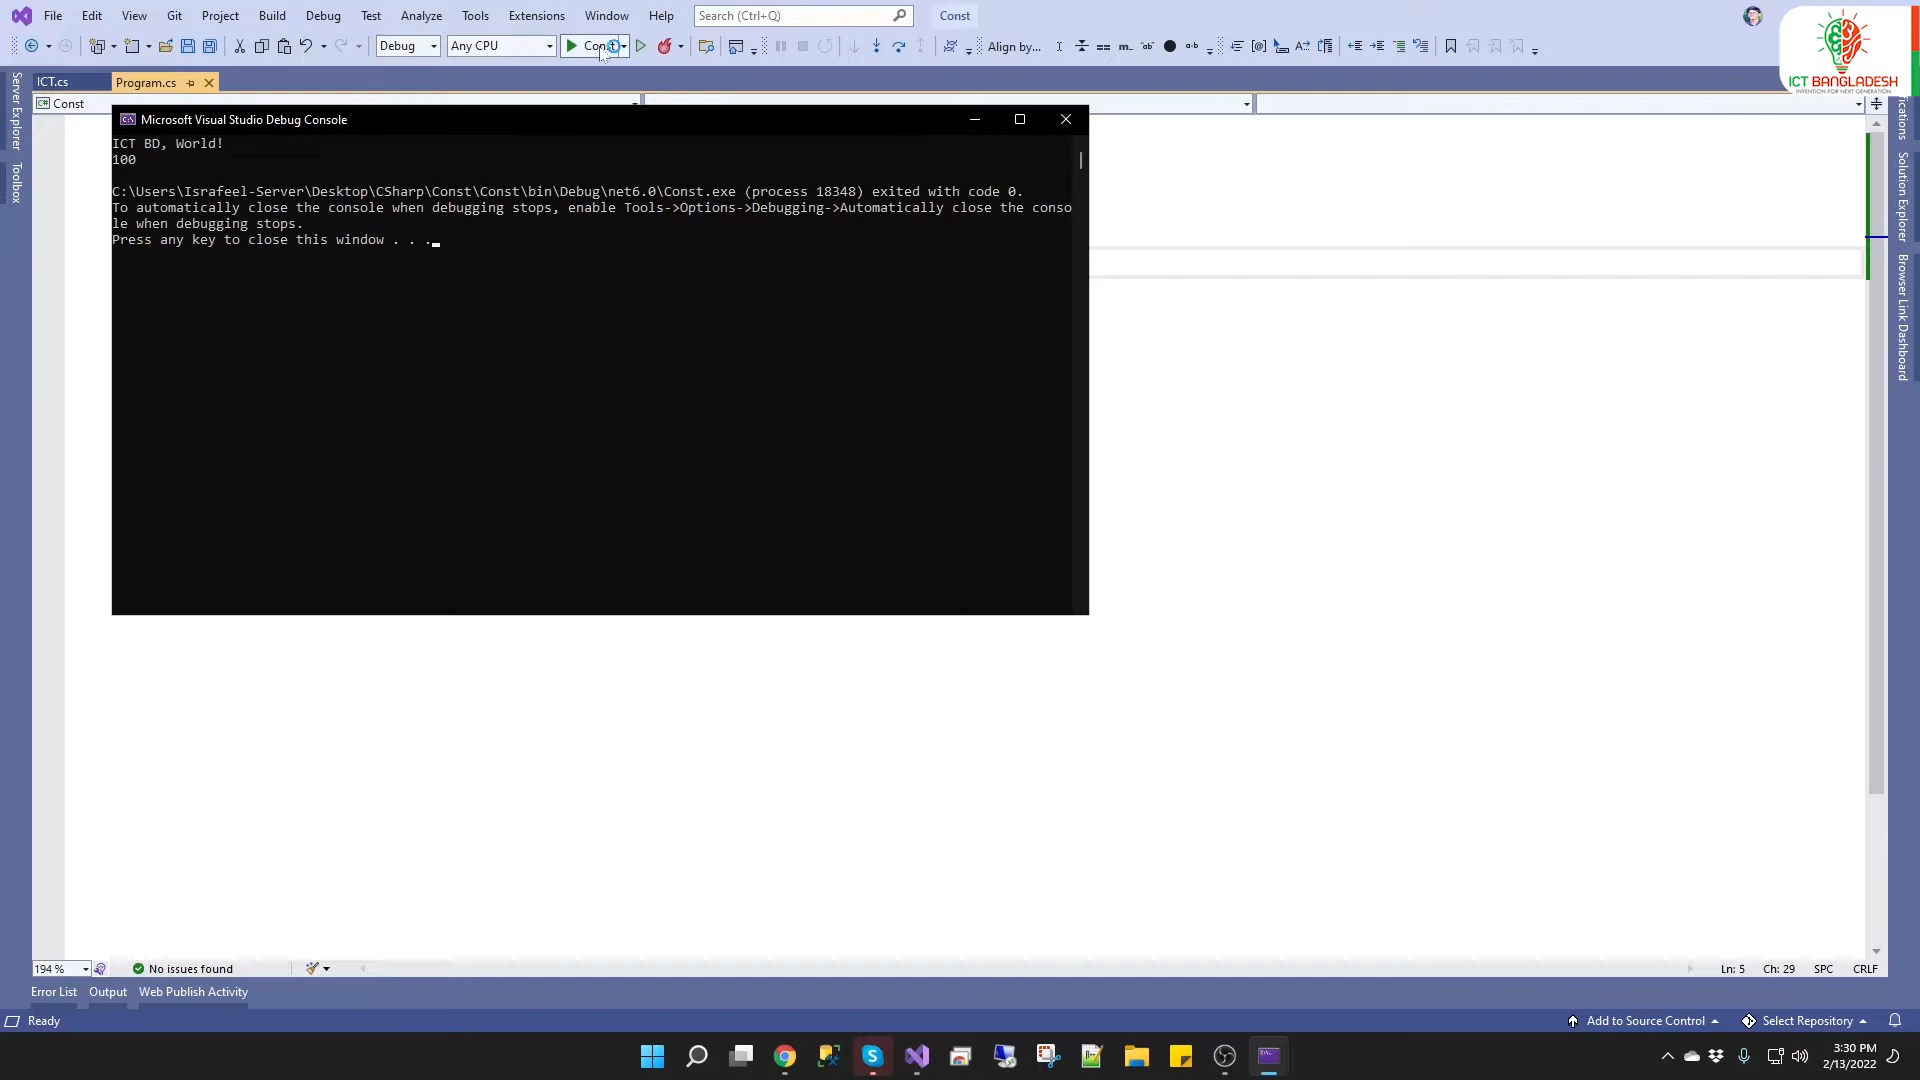 File Edit View Git Project Build Debug Test Analyze Tools Extensions Window Help Search (Ctrl+Q) Const
Debug Any CPU Const Align by...
ICT BANGLADESH
INVENTION FOR NEXT GENERATION
ICT.cs Program.cs
Const
Server Explorer
Toolbox
Microsoft Visual Studio Debug Console
ICT BD, World!
100
C:\Users\Israfeel-Server\Desktop\CSharp\Const\Const\bin\Debug\net6.0\Const.exe (process 18348) exited with code 0.
To automatically close the console when debugging stops, enable Tools->Options->Debugging->Automatically close the conso
le when debugging stops.
Press any key to close this window . . .
Solution Explorer
Browser Link Dashboard
194 % No issues found Ln: 5 Ch: 29 SPC CRLF
Error List Output Web Publish Activity
Ready Add to Source Control Select Repository
3:30 PM
2/13/2022